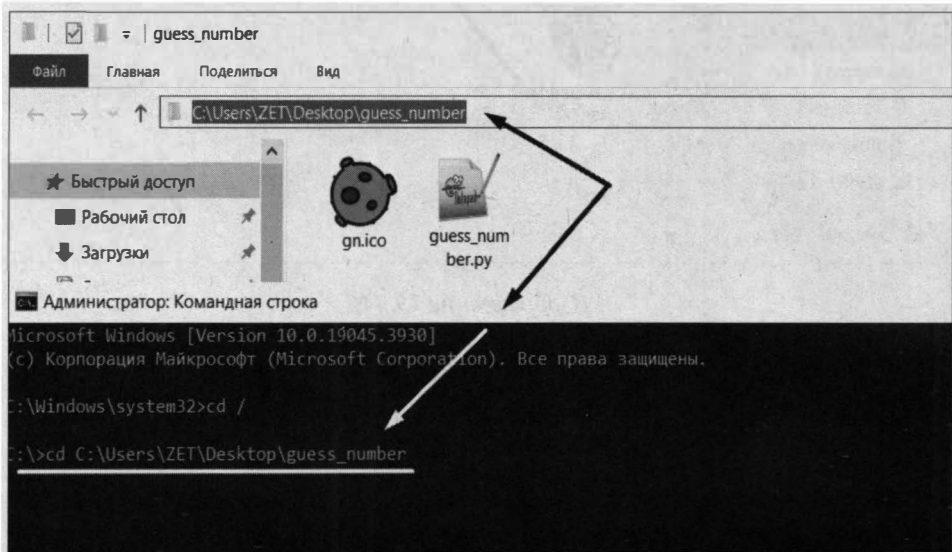 guess_number
Файл Главная Поделиться Вид
C:\Users\ZET\Desktop\guess_number
Быстрый доступ
Рабочий стол
Загрузки
gn.ico
guess_num
ber.py
Администратор: Командная строка
Microsoft Windows [Version 10.0.19045.3930]
(c) Корпорация Майкрософт (Microsoft Corporation). Все права защищены.
C:\Windows\system32>cd /
C:\>cd C:\Users\ZET\Desktop\guess_number